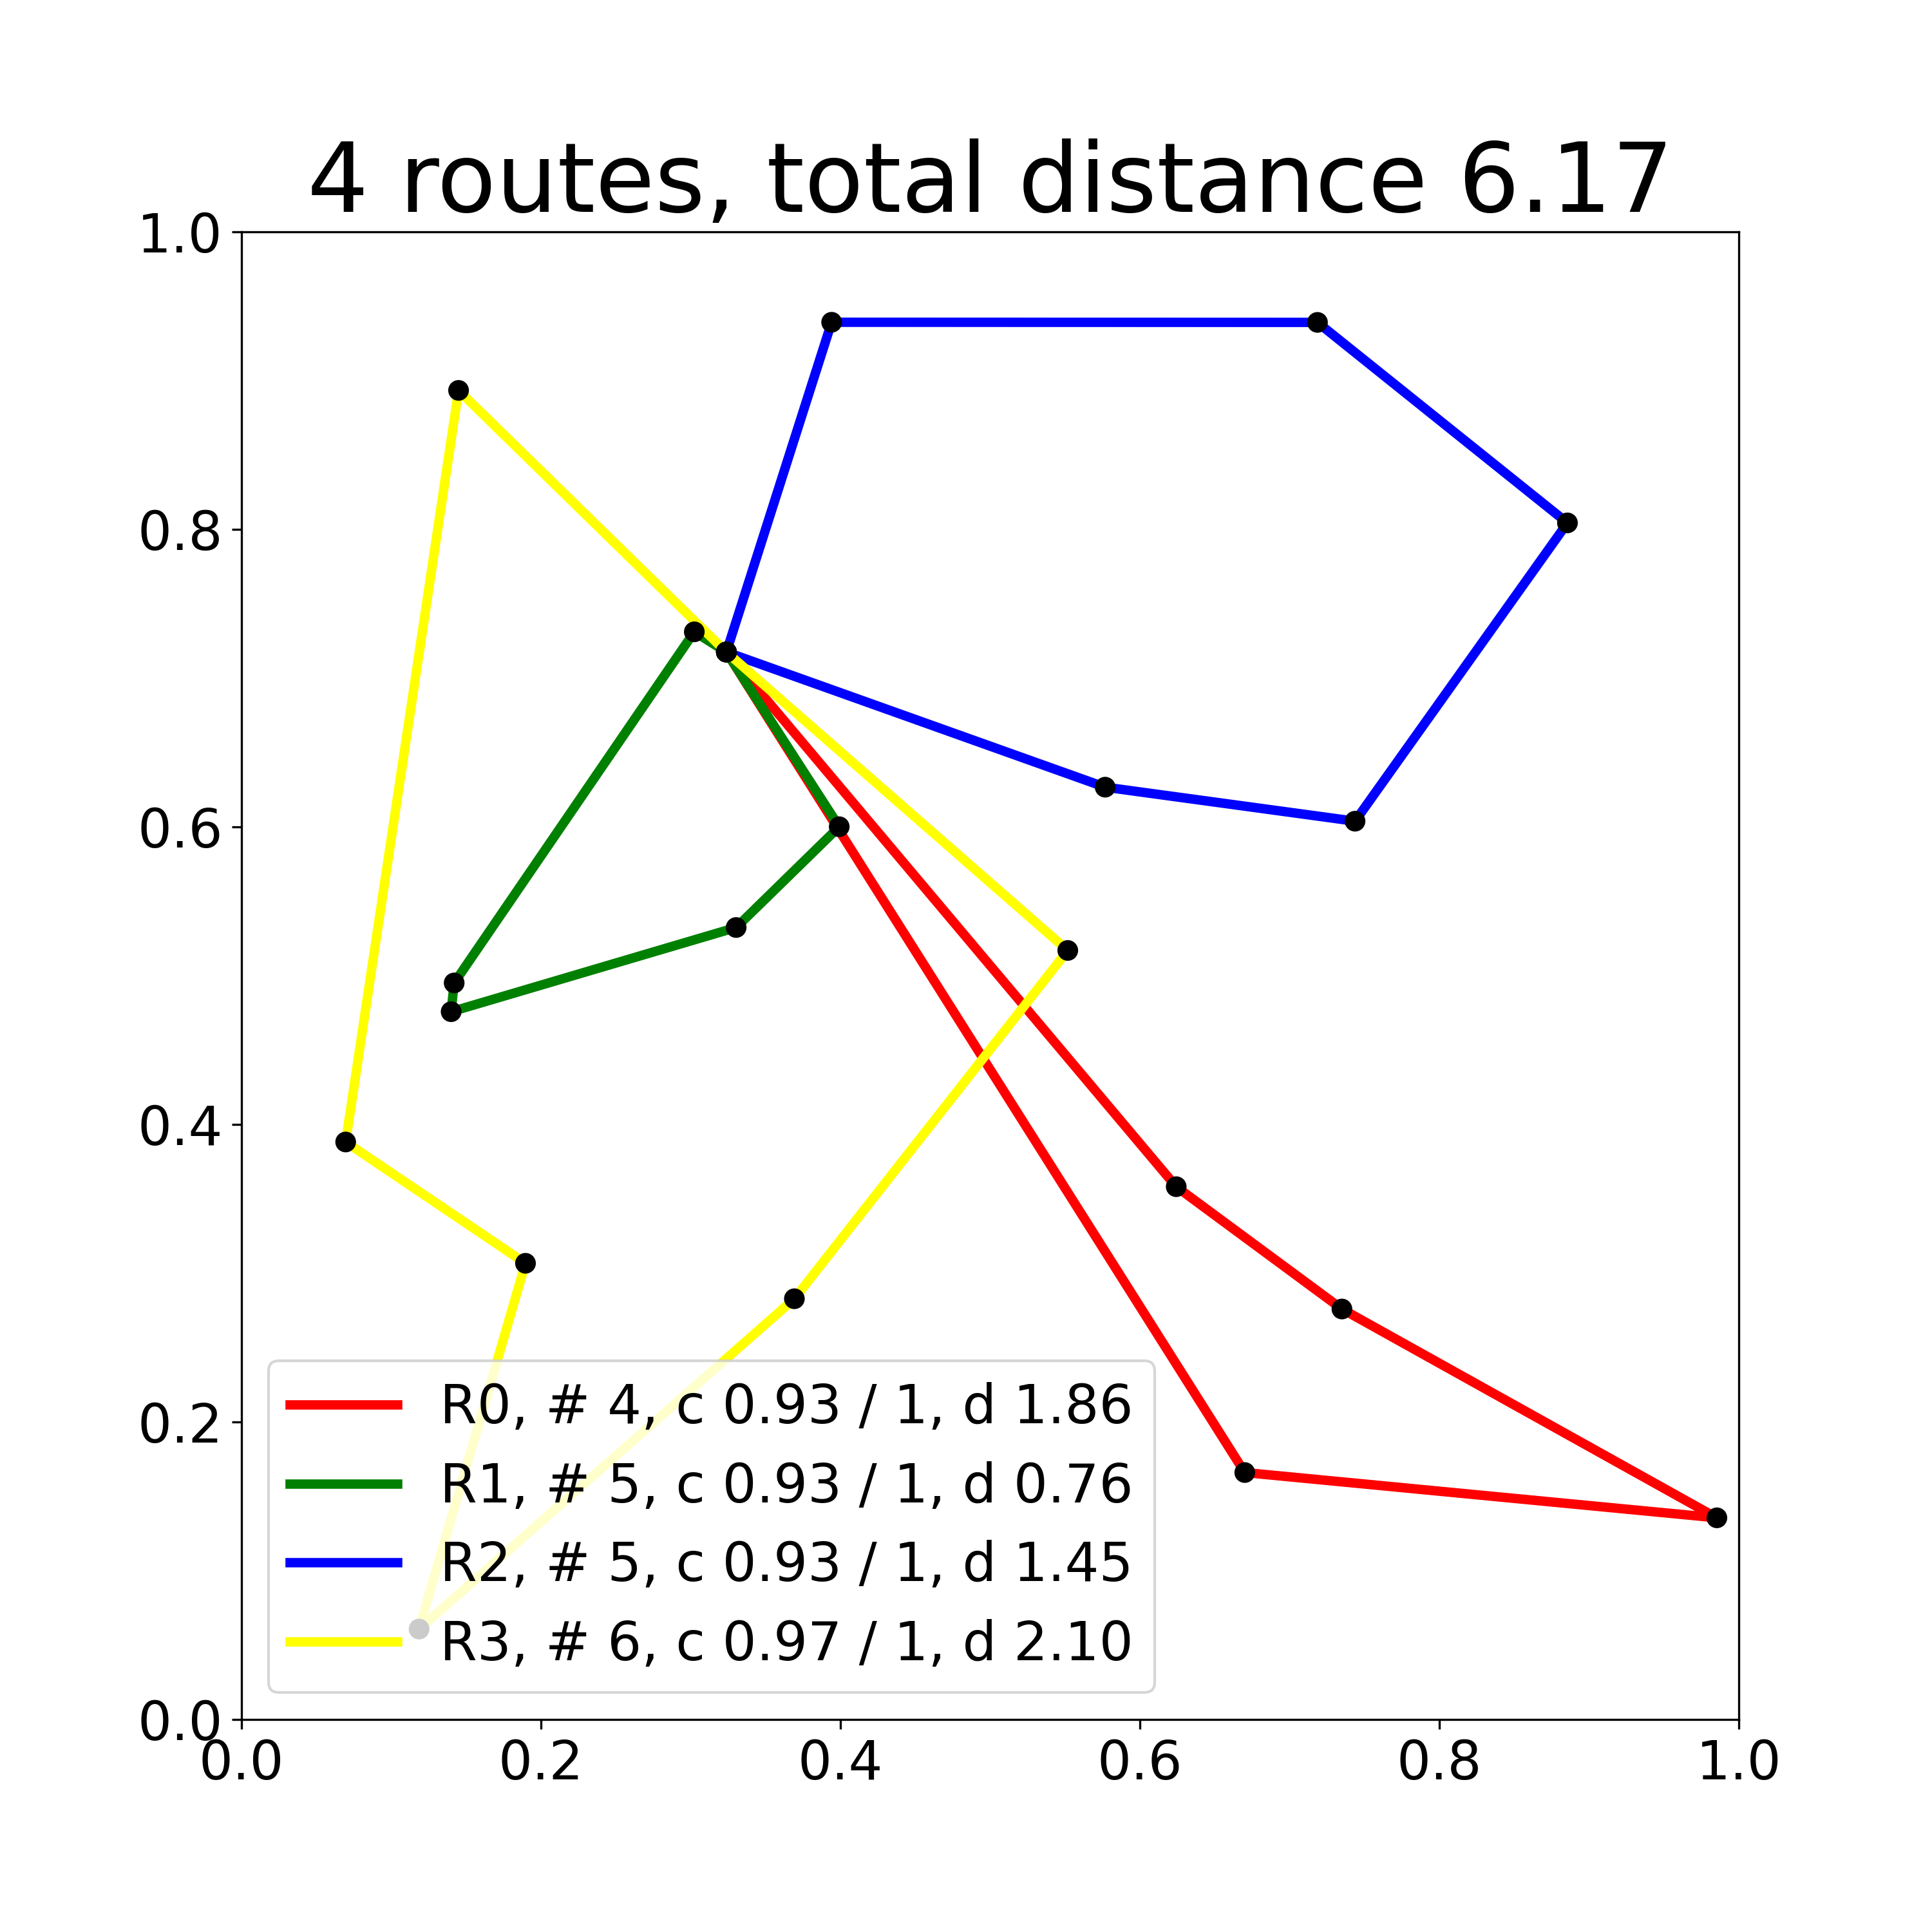 4 routes, total distance 6.17
1.0
0.8
0.6
0.4
0.2
0.0
R0, # 4, c 0.93 / 1, d 1.86
R1, # 5, c 0.93 / 1, d 0.76
R2, # 5, c 0.93 / 1, d 1.45
R3, # 6, c 0.97 / 1, d 2.10
0.0 0.2 0.4 0.6 0.8 1.0